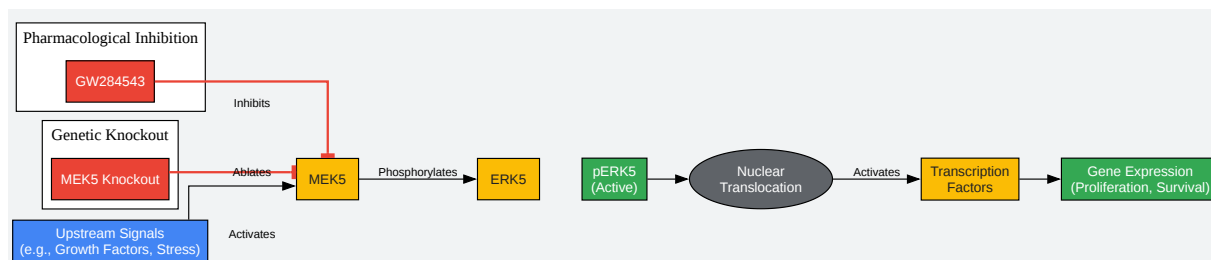 Pharmacological Inhibition
GW284543
Inhibits
Genetic Knockout
MEK5 Knockout
Ablates
MEK5
Phosphorylates
ERK5
pERK5
(Active)
Nuclear
Translocation
Activates
Transcription
Factors
Gene Expression
(Proliferation, Survival)
Upstream Signals
(e.g., Growth Factors, Stress)
Activates